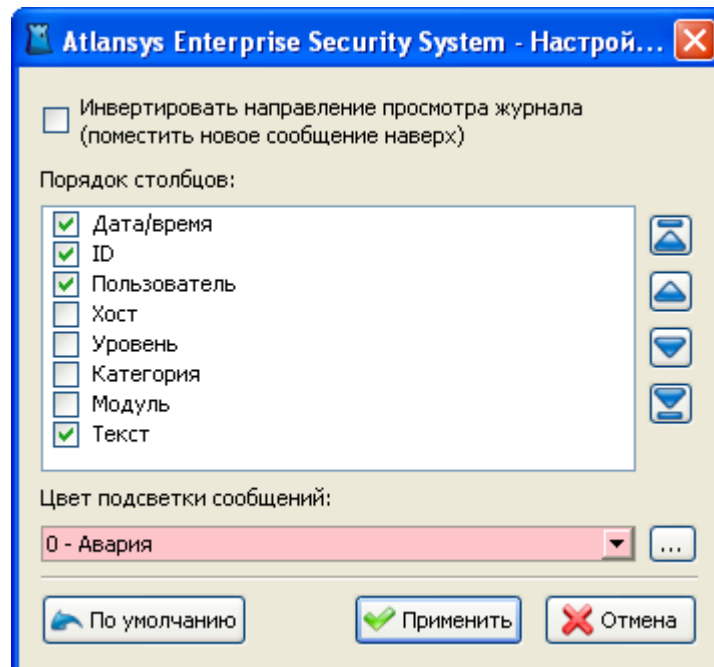 Atlansys Enterprise Security System - Настрой...
Инвертировать направление просмотра журнала
(поместить новое сообщение наверх)
Порядок столбцов:
Дата/время
ID
Пользователь
Хост
Уровень
Категория
Модуль
Текст
Цвет подсветки сообщений:
0 - Авария
...
По умолчанию
Применить
Отмена